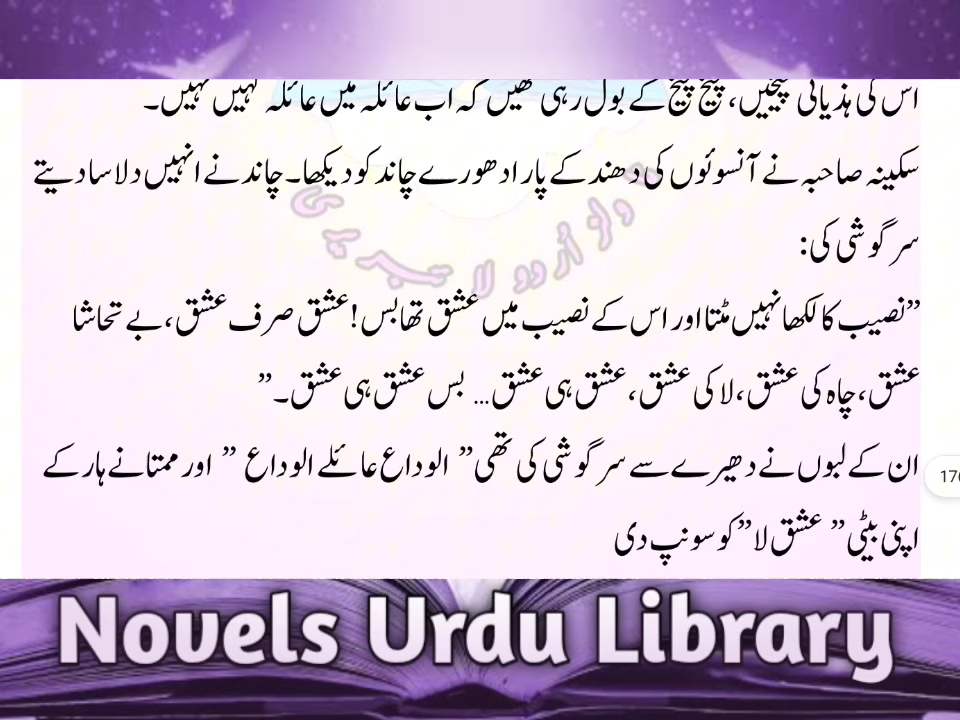 اس کی ہذیانی چیخیں، چیخ چیخ کے بول رہی تھیں کہ اب عائلہ میں عائلہ کہیں نہیں۔
سکینہ صاحبہ نے آنسوئوں کی دھند کے پار ادھورے چاند کو دیکھا۔چاند نے انہیں دلاسا دیتے
سرگوشی کی:
”نصیب کا لکھا نہیں مٹتا اور اس کے نصیب میں عشق تھا بس!عشق صرف عشق،بے تحاشا
عشق،چاہ کی عشق،لا کی عشق،عشق ہی عشق... بس عشق ہی عشق۔”
ان کے لبوں نے دھیرے سے سرگوشی کی تھی” الوداع عائلے الوداع ” اور ممتا نے ہار کے
اپنی بیٹی” عشق لا”کو سونپ دی
176
Novels Urdu Library